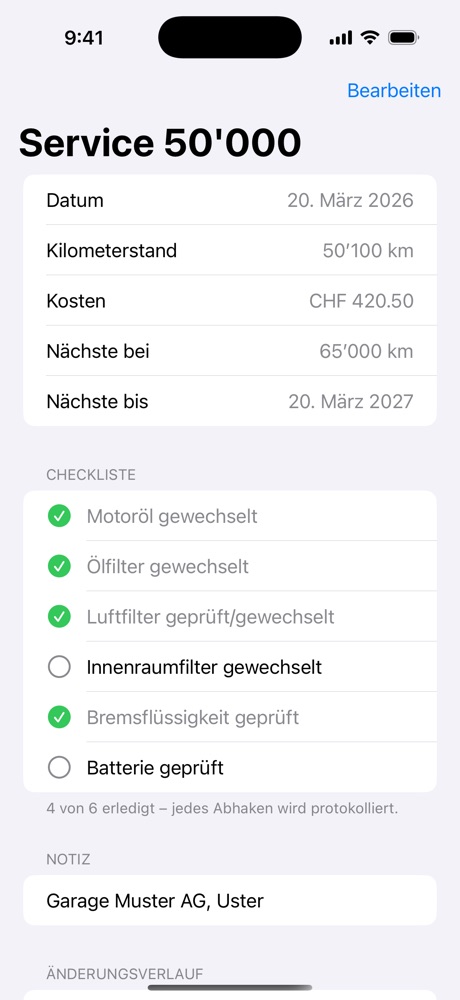 9:41
Bearbeiten
Service 50'000
Datum 20. März 2026
Kilometerstand 50’100 km
Kosten CHF 420.50
Nächste bei 65’000 km
Nächste bis 20. März 2027
CHECKLISTE
Motoröl gewechselt
Ölfilter gewechselt
Luftfilter geprüft/gewechselt
Innenraumfilter gewechselt
Bremsflüssigkeit geprüft
Batterie geprüft
4 von 6 erledigt – jedes Abhaken wird protokolliert.
NOTIZ
Garage Muster AG, Uster
ÄNDERUNGSVERLAUF